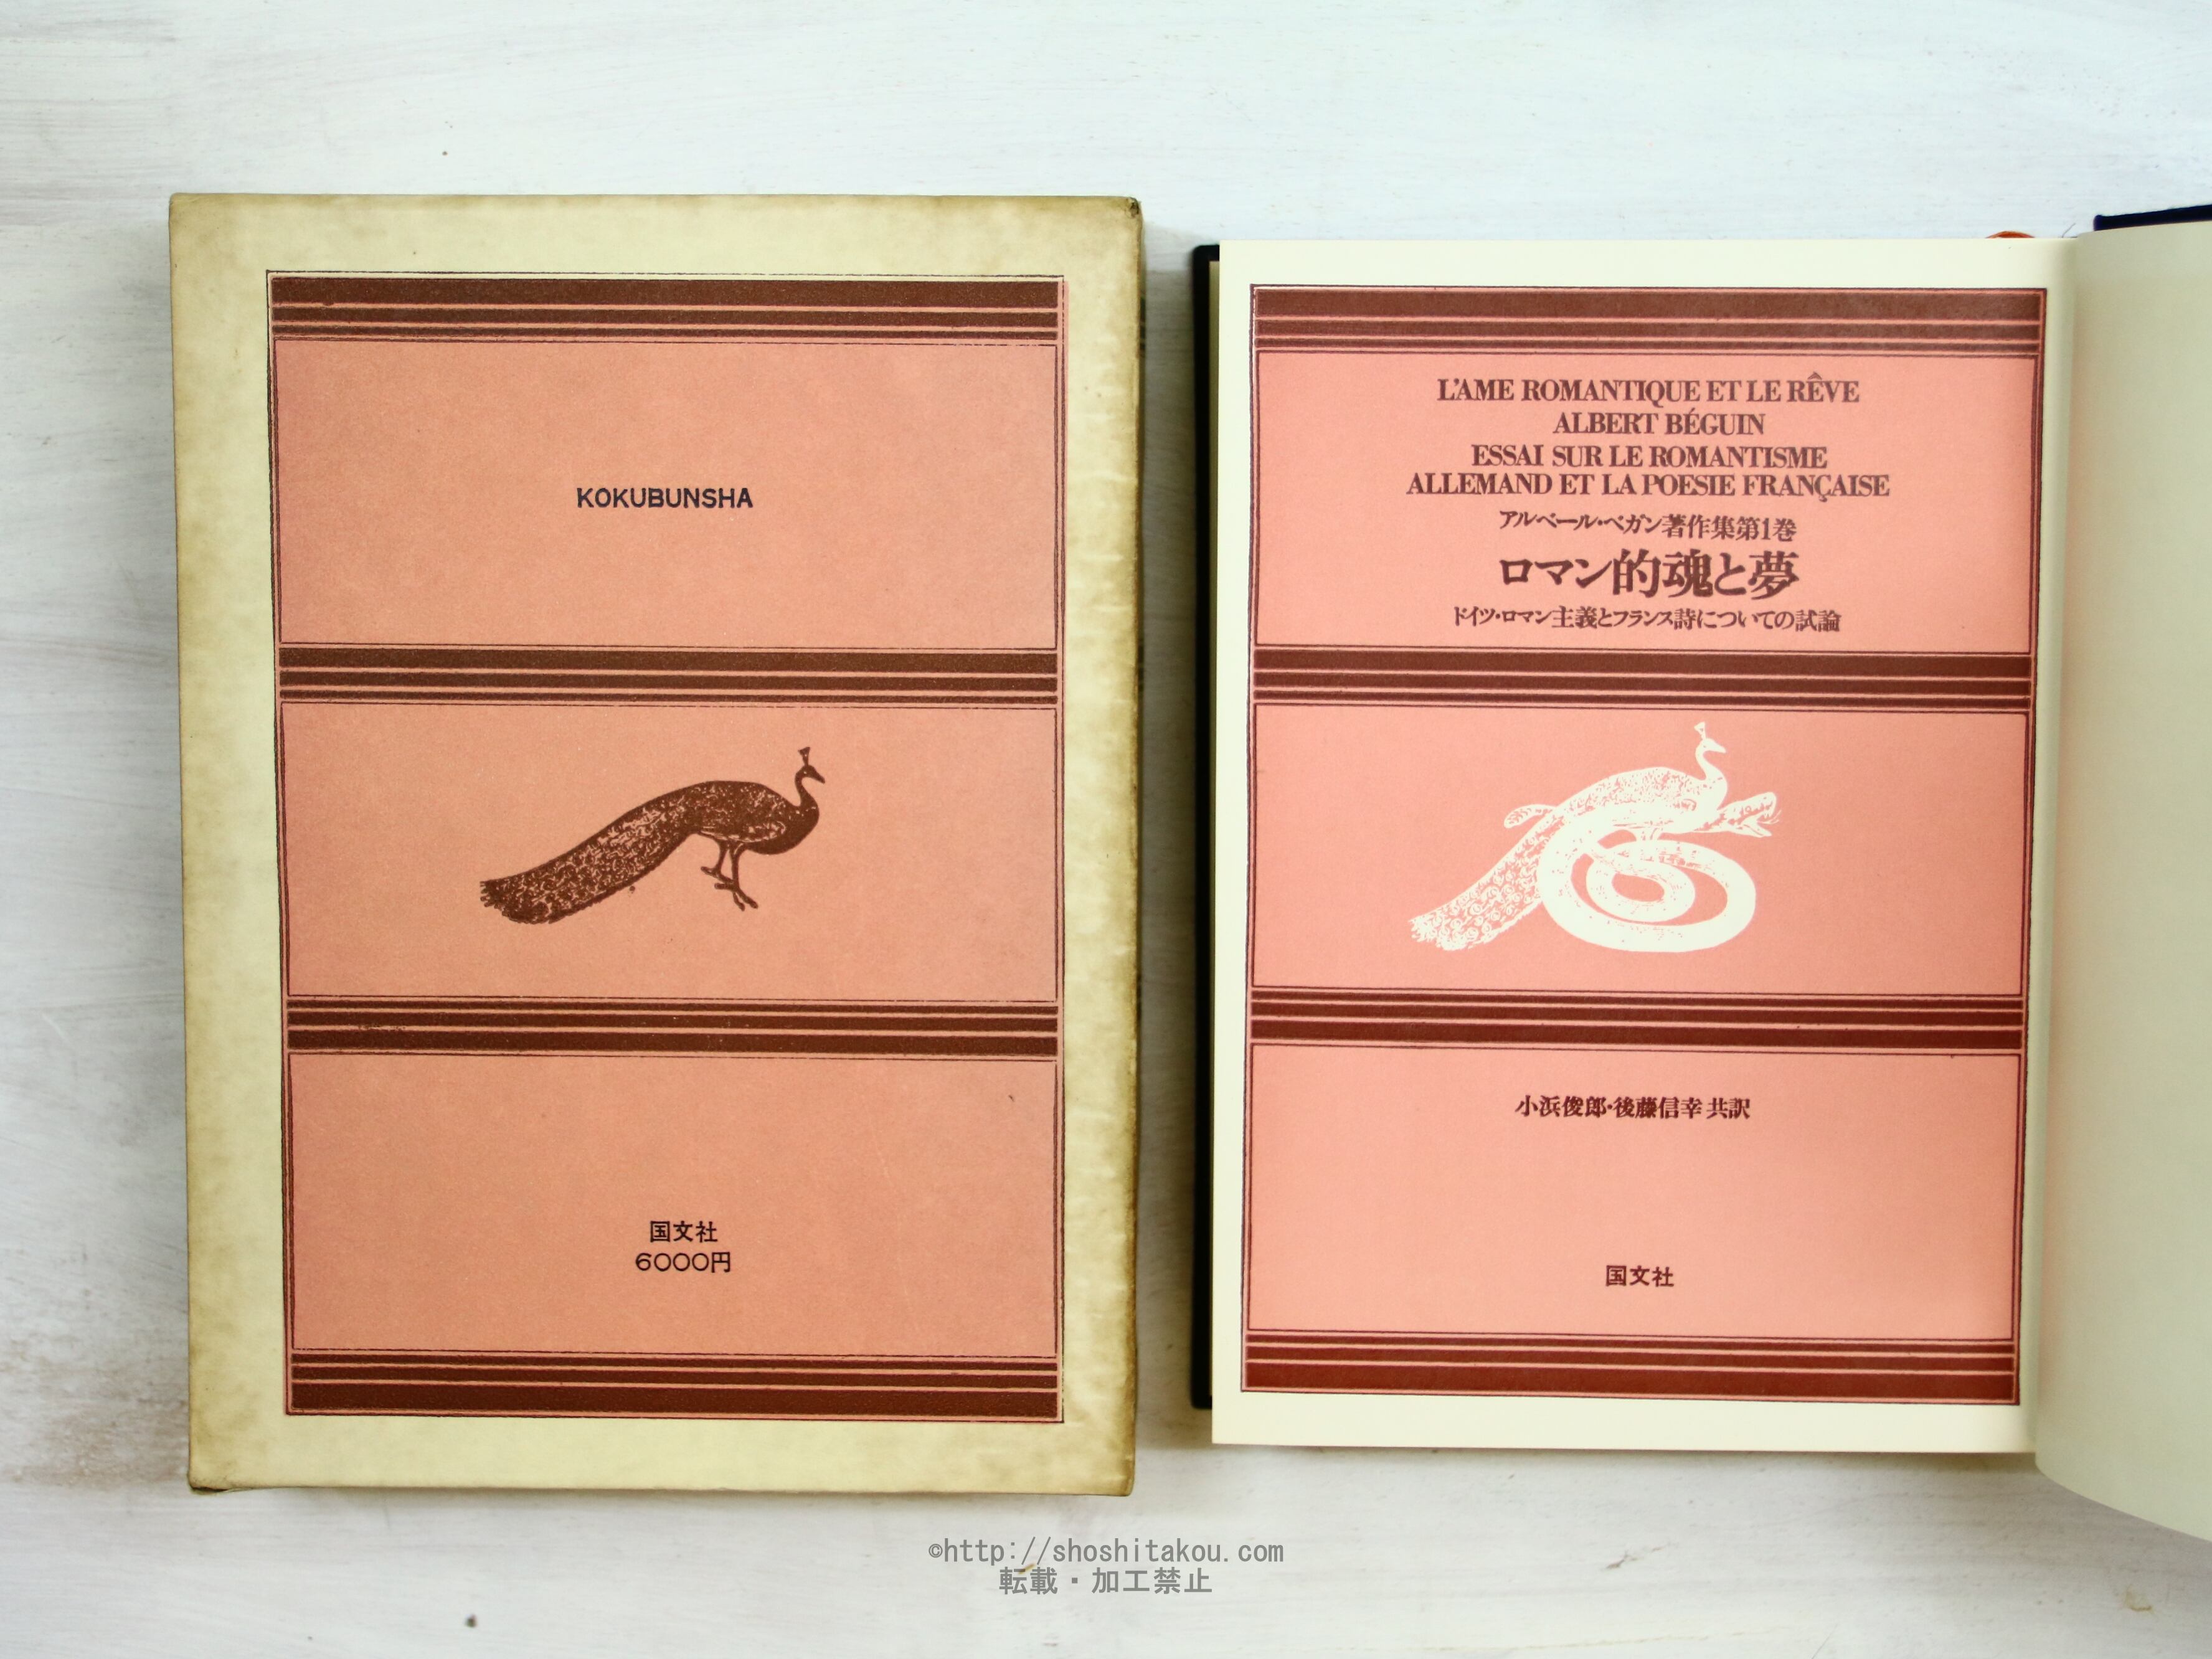 KOKUBUNSHA
国文社
6000円
L'AME ROMANTIQUE ET LE RÊVE
ALBERT BÉGUIN
ESSAI SUR LE ROMANTISME
ALLEMAND ET LA POESIE FRANÇAISE
アルベール・ベガン著作集第1巻
ロマン的魂と夢
ドイツ・ロマン主義とフランス詩についての試論
小浜俊郎・後藤信幸 共訳
国文社
©http://shoshitakou.com
転載・加工禁止